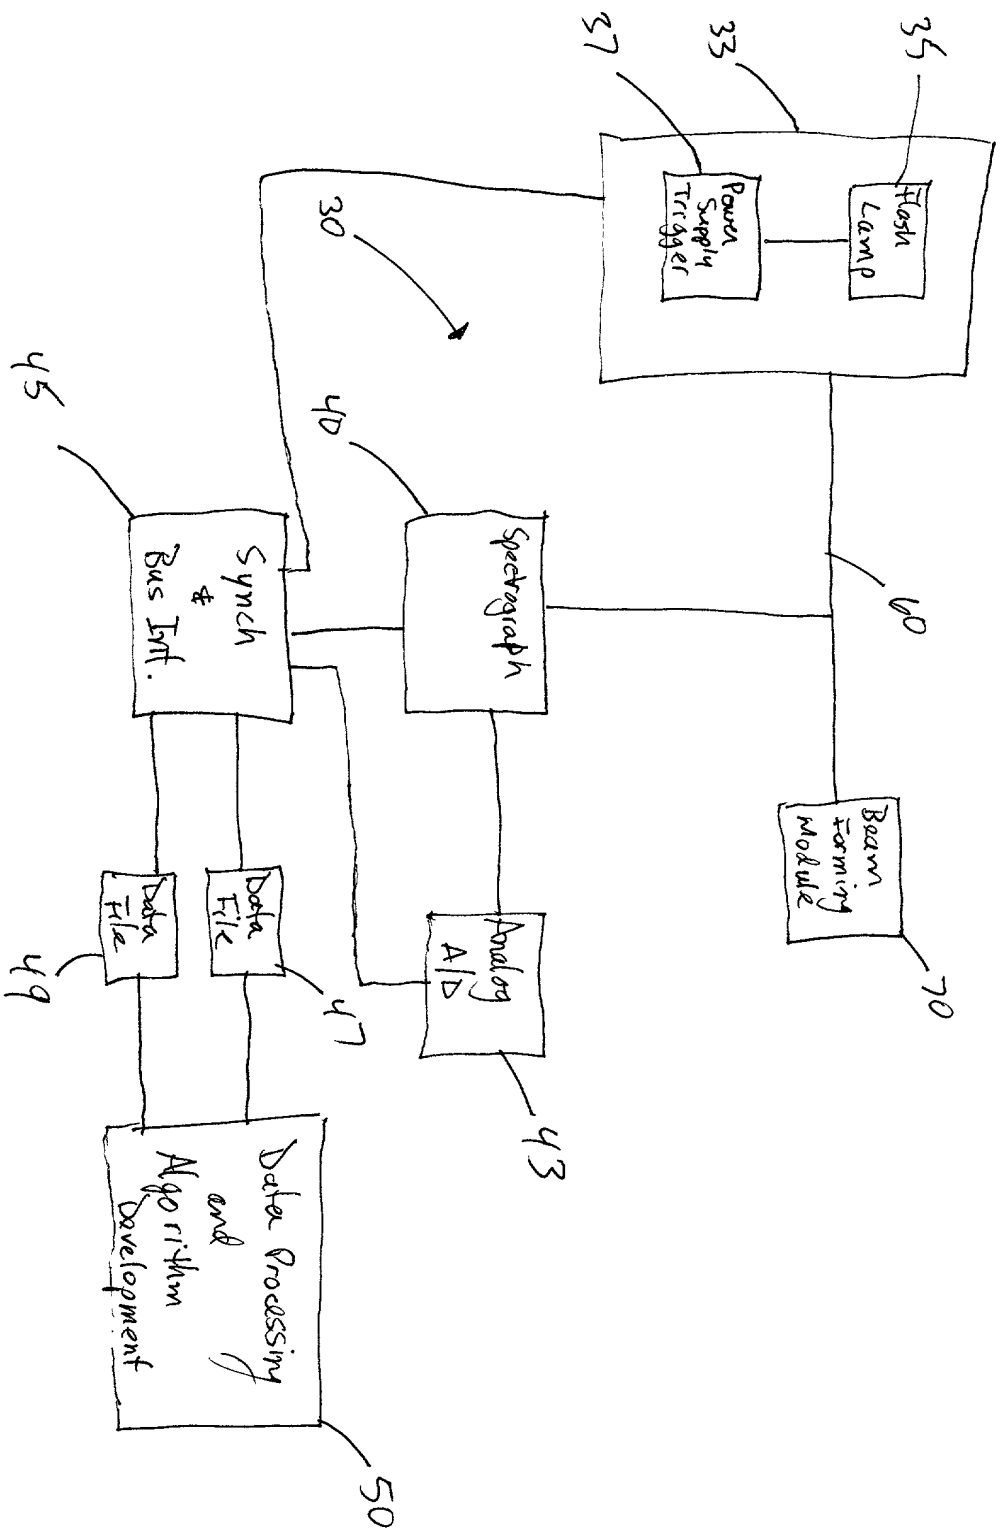 35
33
37
Flash
Lamp
Power
Supply
Trigger
30
60
Beam
Forming
Module
70
40
Spectrograph
Analog
A/D
43
45
Synch
&
Bus Int.
Data
File
47
Data
File
49
Data Processing
and
Algorithm
Development
50